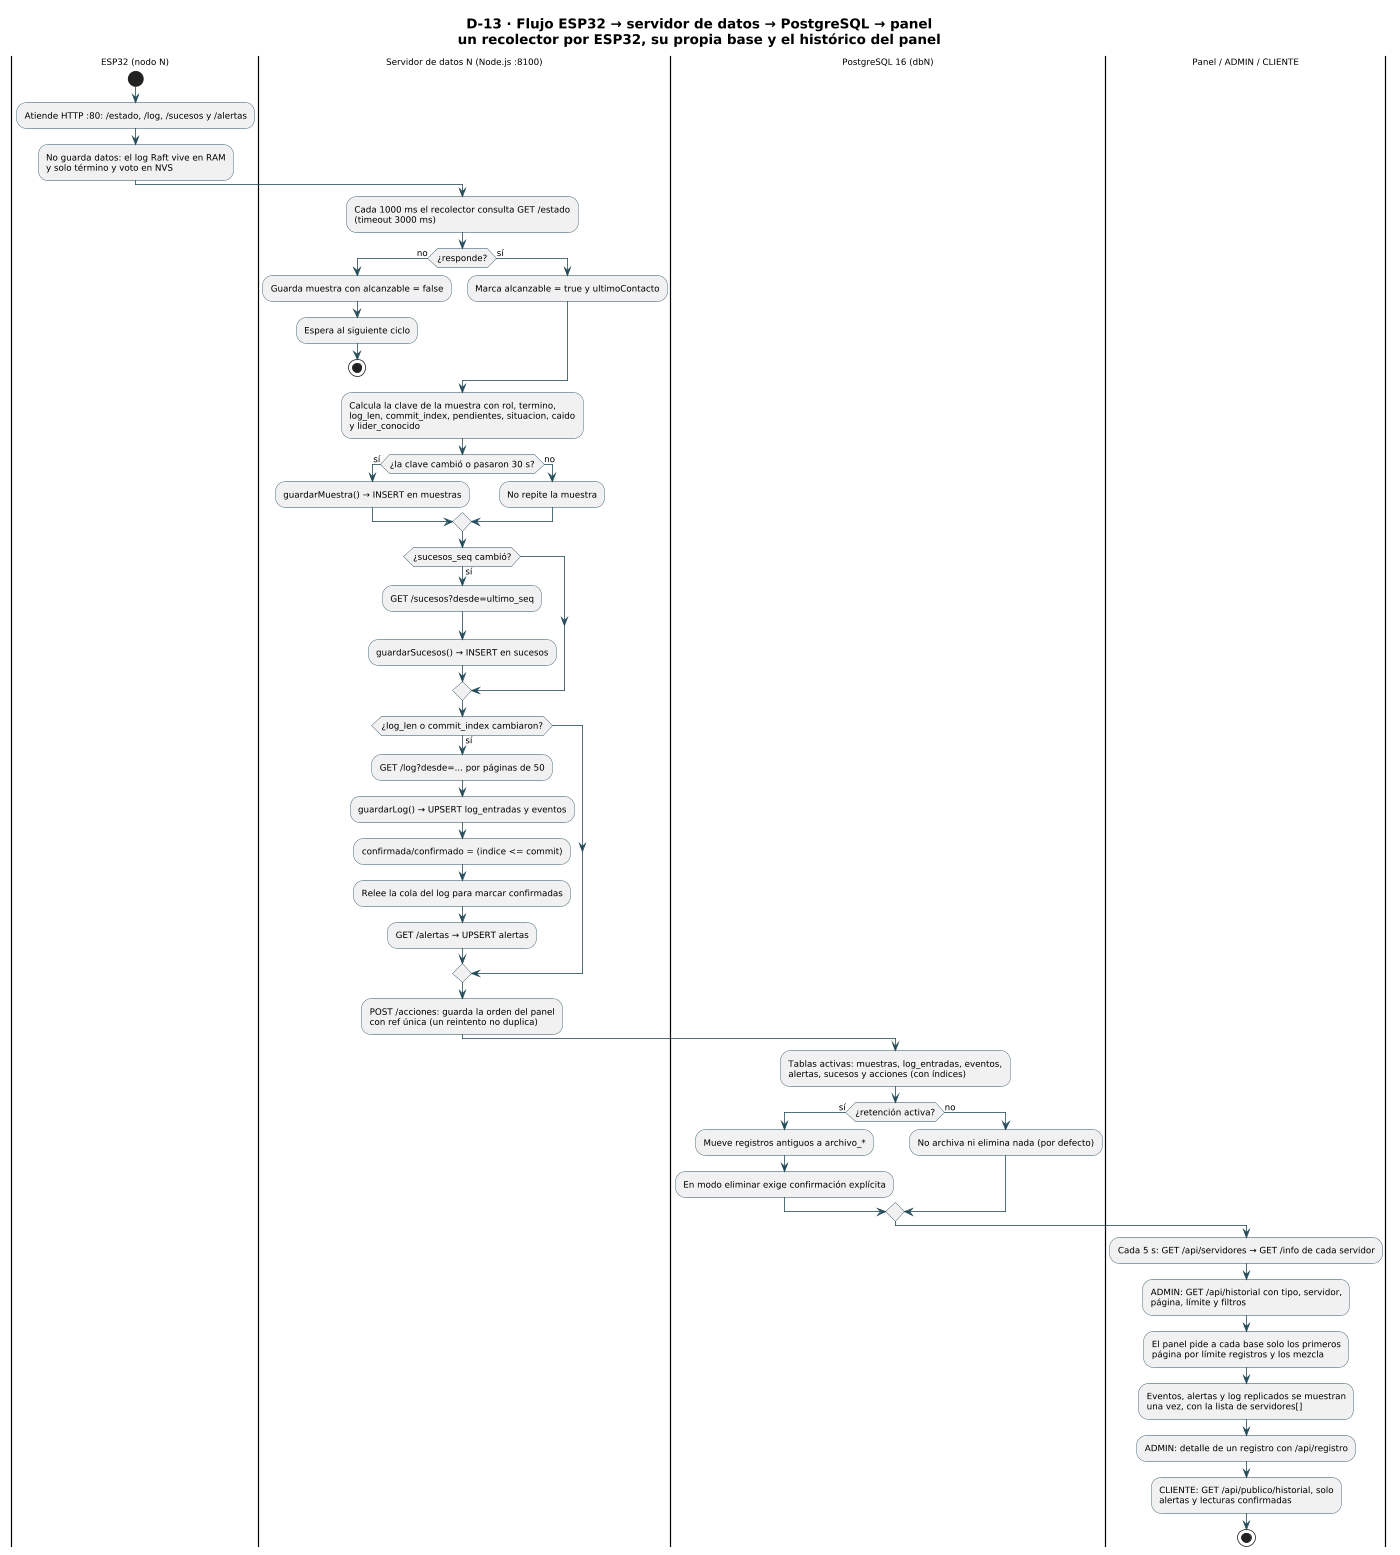 D-13 · Flujo ESP32 → servidor de datos → PostgreSQL → panel
un recolector por ESP32, su propia base y el histórico del panel
ESP32 (nodo N)
Servidor de datos N (Node.js :8100)
PostgreSQL 16 (dbN)
Panel / ADMIN / CLIENTE
Atiende HTTP :80: /estado, /log, /sucesos y /alertas
No guarda datos: el log Raft vive en RAM
y solo término y voto en NVS
Cada 1000 ms el recolector consulta GET /estado
(timeout 3000 ms)
no
¿responde?
sí
Guarda muestra con alcanzable = false
Marca alcanzable = true y ultimoContacto
Espera al siguiente ciclo
Calcula la clave de la muestra con rol, termino,
log_len, commit_index, pendientes, situacion, caido
y lider_conocido
sí
¿la clave cambió o pasaron 30 s?
no
guardarMuestra() → INSERT en muestras
No repite la muestra
¿sucesos_seq cambió?
sí
GET /sucesos?desde=ultimo_seq
guardarSucesos() → INSERT en sucesos
¿log_len o commit_index cambiaron?
sí
GET /log?desde=... por páginas de 50
guardarLog() → UPSERT log_entradas y eventos
confirmada/confirmado = (indice <= commit)
Relee la cola del log para marcar confirmadas
GET /alertas → UPSERT alertas
POST /acciones: guarda la orden del panel
con ref única (un reintento no duplica)
Tablas activas: muestras, log_entradas, eventos,
alertas, sucesos y acciones (con índices)
sí
¿retención activa?
no
Mueve registros antiguos a archivo_*
No archiva ni elimina nada (por defecto)
En modo eliminar exige confirmación explícita
Cada 5 s: GET /api/servidores → GET /info de cada servidor
ADMIN: GET /api/historial con tipo, servidor,
página, límite y filtros
El panel pide a cada base solo los primeros
página por límite registros y los mezcla
Eventos, alertas y log replicados se muestran
una vez, con la lista de servidores[]
ADMIN: detalle de un registro con /api/registro
CLIENTE: GET /api/publico/historial, solo
alertas y lecturas confirmadas